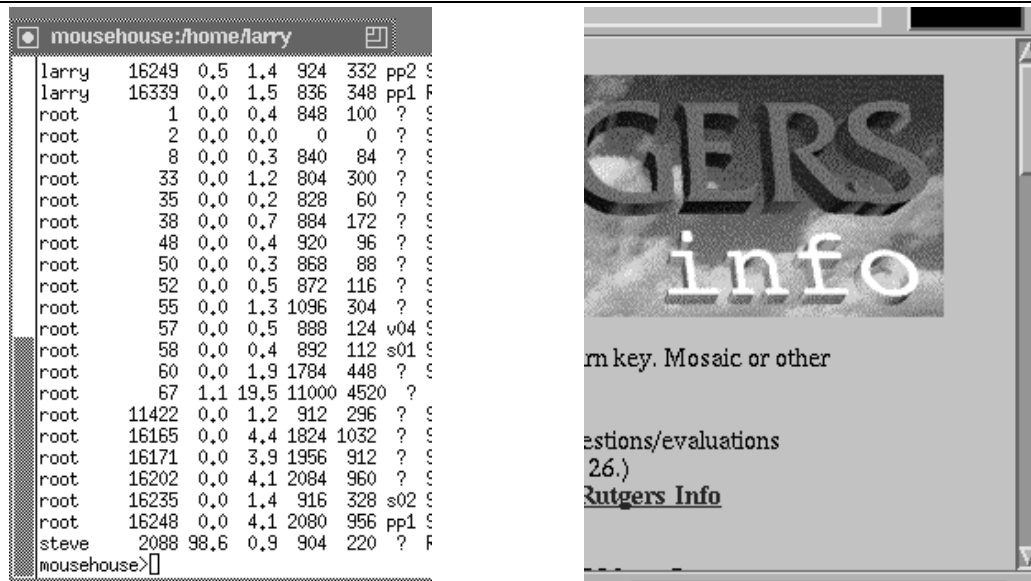 mousehouse:/home/larry
larry 16249 0.5 1.4 924 332 pp2 S
larry 16339 0.0 1.5 836 348 pp1 R
root 1 0.0 0.4 848 100 ? S
root 2 0.0 0.0 0 0 ? S
root 8 0.0 0.3 840 84 ? S
root 33 0.0 1.2 804 300 ? S
root 35 0.0 0.2 828 60 ? S
root 38 0.0 0.7 884 172 ? S
root 48 0.0 0.4 920 96 ? S
root 50 0.0 0.3 868 88 ? S
root 52 0.0 0.5 872 116 ? S
root 55 0.0 1.3 1096 304 ? S
root 57 0.0 0.5 888 124 v04 S
root 58 0.0 0.4 892 112 s01 S
root 60 0.0 1.9 1784 448 ? S
root 67 1.1 19.5 11000 4520 ?
root 11422 0.0 1.2 912 296 ? S
root 16165 0.0 4.4 1824 1032 ? S
root 16171 0.0 3.9 1956 912 ? S
root 16202 0.0 4.1 2084 960 ? S
root 16235 0.0 1.4 916 328 s02 S
root 16248 0.0 4.1 2080 956 pp1 S
steve 2088 98.6 0.9 904 220 ? R
mousehouse>
GERS
info
rn key. Mosaic or other
estions/evaluations
26.)
Rutgers Info